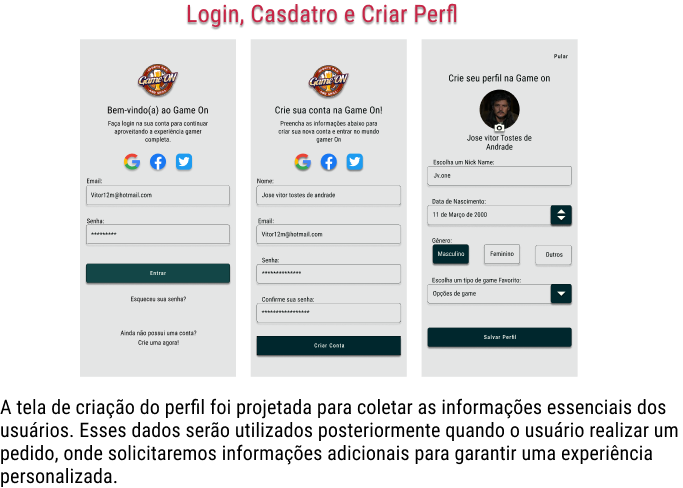 Login, Casdatro e Criar Perfl
Game ON
Bem-vindo(a) ao Game On
Faça login na sua conta para continuar
aproveitando a experiência gamer
completa.
Email:
Vitor12m@hotmail.com
Senha:
*********
Entrar
Esqueceu sua senha?
Ainda não possui uma conta?
Crie uma agora!
Game ON
Crie sua conta na Game On!
Preencha as informações abaixo para
criar sua nova conta e entrar no mundo
gamer On
Nome:
Jose vitor tostes de andrade
Email:
Vitor12m@hotmail.com
Senha:
**************
Confirme sua senha:
*****************
Criar Conta
Pular
Crie seu perfil na Game on
Jose vitor Tostes de
Andrade
Escolha um Nick Name:
Jv.one
Data de Nascimento:
11 de Março de 2000
Gênero:
Masculino Feminino Outros
Escolha um tipo de game Favorito:
Opções de game
Salvar Perfil
A tela de criação do perfil foi projetada para coletar as informações essenciais dos
usuários. Esses dados serão utilizados posteriormente quando o usuário realizar um
pedido, onde solicitaremos informações adicionais para garantir uma experiência
personalizada.